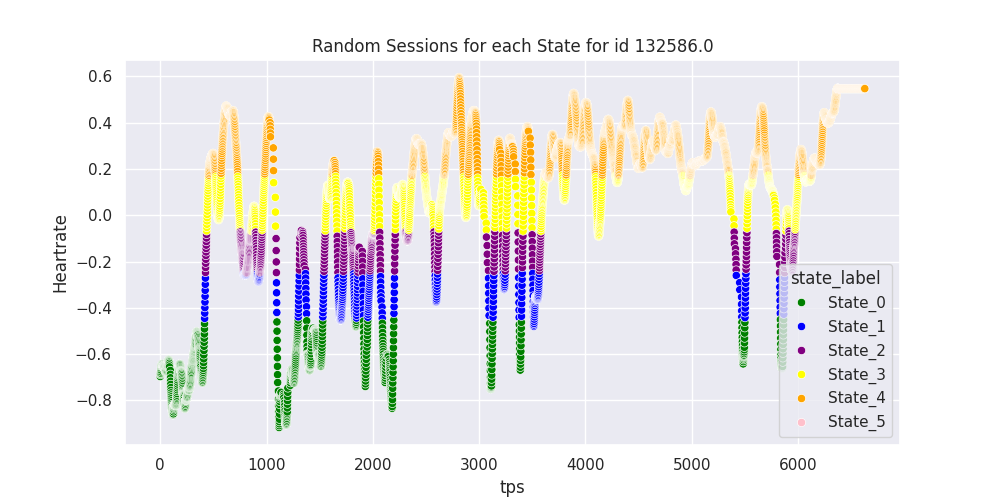 Random Sessions for each State for id 132586.0
Heartrate
0.6
0.4
0.2
0.0
−0.2
−0.4
−0.6
−0.8
state_label
State_0
State_1
State_2
State_3
State_4
State_5
0 1000 2000 3000 4000 5000 6000
tps